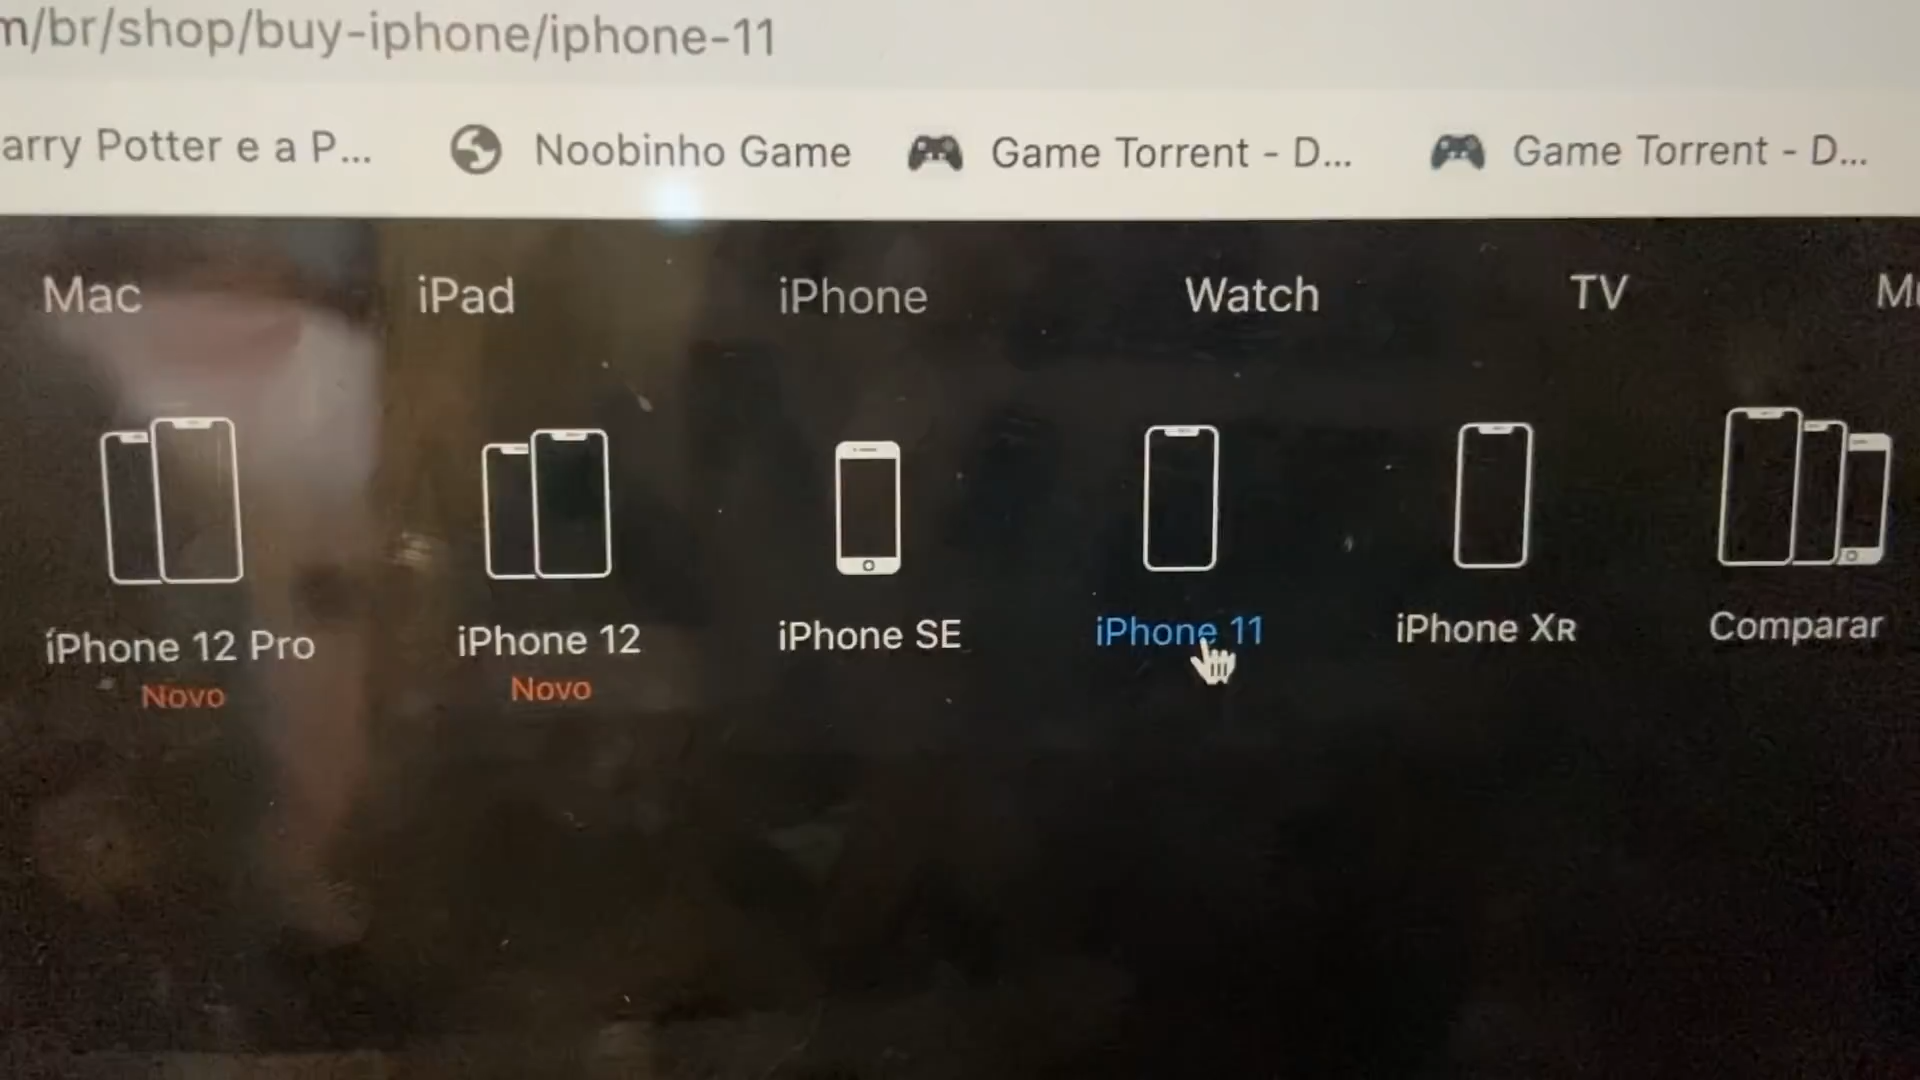 m/br/shop/buy-iphone/iphone-11
arry Potter e a P... Noobinho Game Game Torrent - D... Game Torrent - D...
Mac iPad iPhone Watch TV
iPhone 12 Pro iPhone 12 iPhone SE iPhone 11 iPhone XR Comparar
Novo Novo